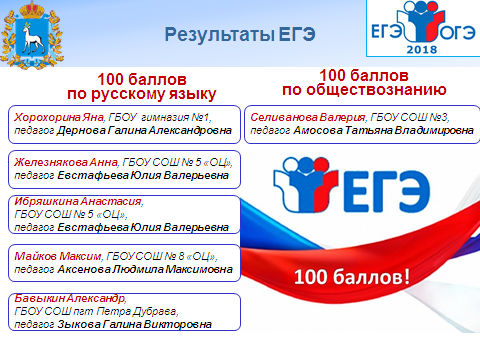 Результаты ЕГЭ
ЕГЭ ОГЭ
2018
100 баллов
по русскому языку
Хорохорина Яна, ГБОУ гимназия №1,
педагог Дернова Галина Александровна
Железнякова Анна, ГБОУ СОШ № 5 «ОЦ»,
педагог Евстафьева Юлия Валерьевна
Ибряшкина Анастасия,
ГБОУ СОШ № 5 «ОЦ»,
педагог Евстафьева Юлия Валерьевна
Майков Максим, ГБОУ СОШ № 8 «ОЦ»,
педагог Аксенова Людмила Максимовна
Бавыкин Александр,
ГБОУ СОШ пгт Петра Дубрава,
педагог Зыкова Галина Викторовна
100 баллов
по обществознанию
Селиванова Валерия, ГБОУ СОШ №3,
педагог Амосова Татьяна Владимировна
ЕГЭ
100 баллов!